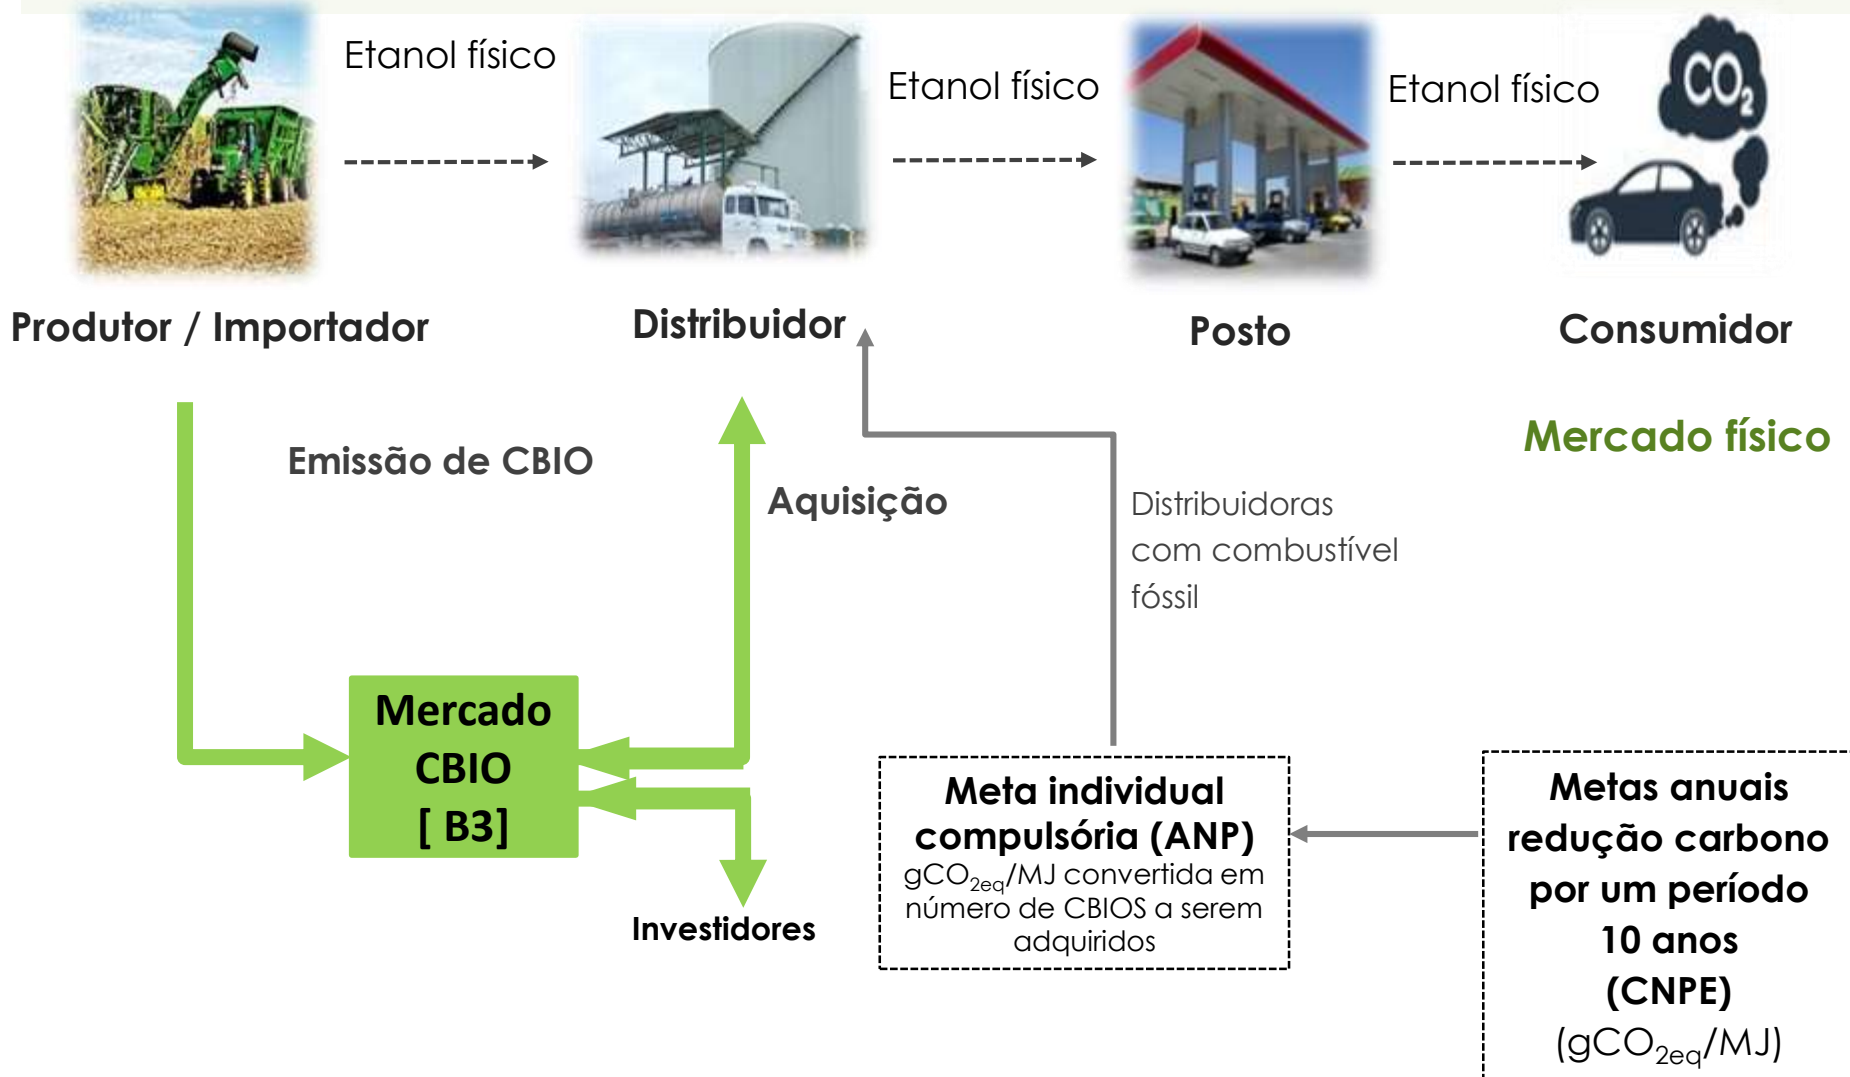 Etanol físico
Etanol físico
Etanol físico
CO₂
Produtor / Importador
Distribuidor
Posto
Consumidor
Mercado físico
Emissão de CBIO
Aquisição
Distribuidoras
com combustível
fóssil
Mercado
CBIO
[ B3]
Investidores
Meta individual
compulsória (ANP)
gCO₂eq/MJ convertida em
número de CBIOS a serem
adquiridos
Metas anuais
redução carbono
por um período
10 anos
(CNPE)
(gCO₂eq/MJ)